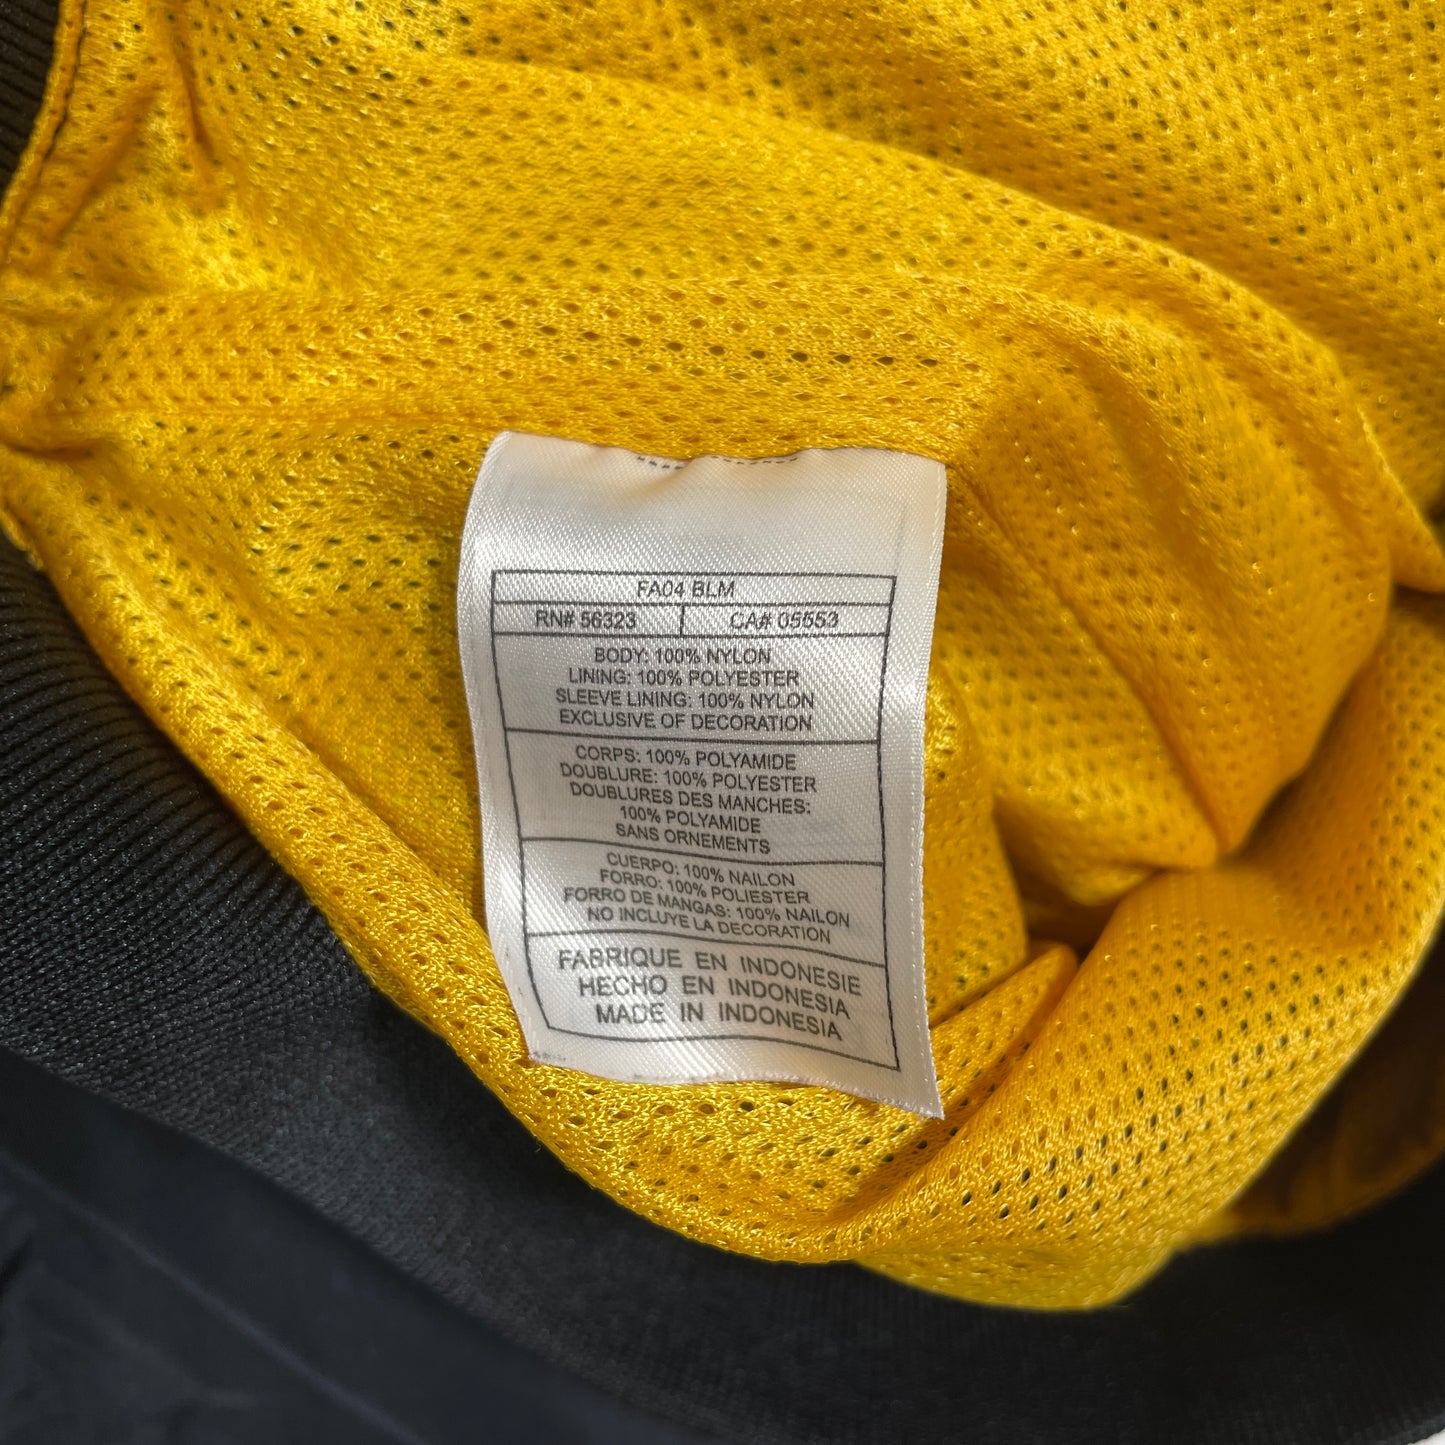 FA04 BLM
RN# 56323 CA# 05553
BODY: 100% NYLON
LINING: 100% POLYESTER
SLEEVE LINING: 100% NYLON
EXCLUSIVE OF DECORATION
CORPS: 100% POLYAMIDE
DOUBLURE: 100% POLYESTER
DOUBLURES DES MANCHES:
100% POLYAMIDE
SANS ORNEMENTS
CUERPO: 100% NAILON
FORRO: 100% POLIESTER
FORRO DE MANGAS: 100% NAILON
NO INCLUYE LA DECORATION
FABRIQUE EN INDONESIE
HECHO EN INDONESIA
MADE IN INDONESIA